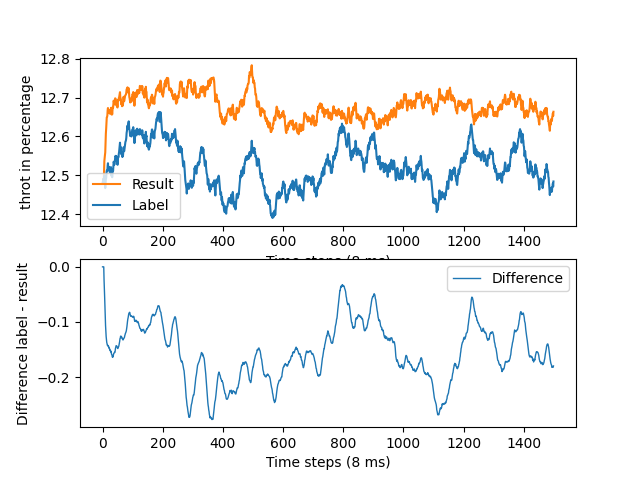 12.8
12.7
12.6
12.5
12.4
throt in percentage
Result
Label
0 200 400 600 800 1000 1200 1400
Time steps (8 ms)
0.0
−0.1
−0.2
Difference label - result
Difference
0 200 400 600 800 1000 1200 1400
Time steps (8 ms)